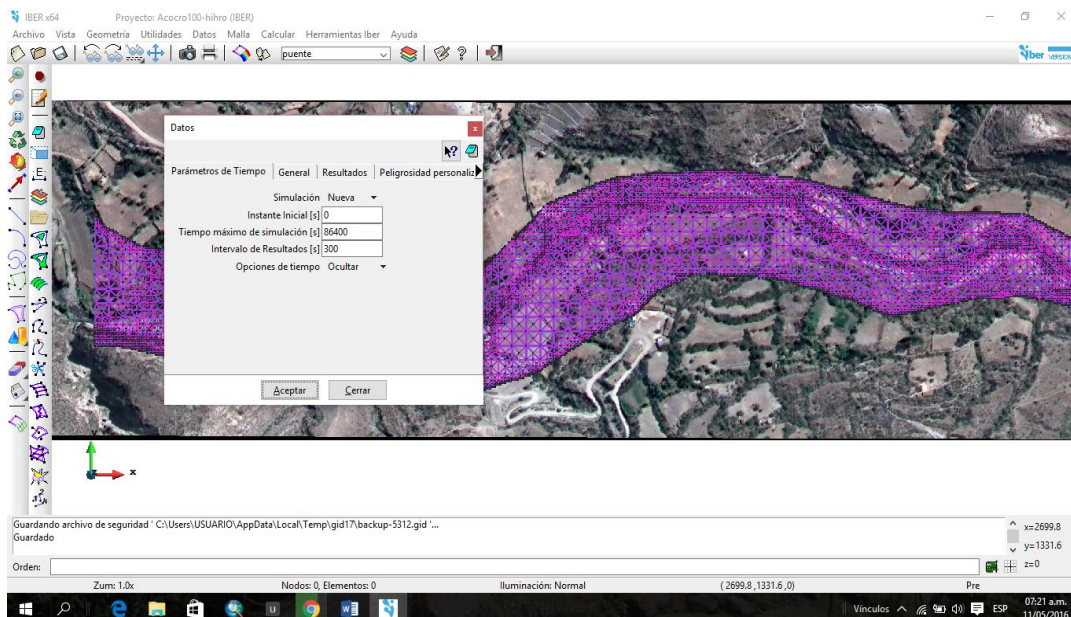 IBER x64 Proyecto: Acocro100-hihro (IBER)
Archivo Vista Geometría Utilidades Datos Malla Calcular Herramientas Iber Ayuda
puente
Iber VERSION
Datos
Parámetros de Tiempo General Resultados Peligrosidad personaliz
Simulación Nueva
Instante Inicial [s] 0
Tiempo máximo de simulación [s] 86400
Intervalo de Resultados [s] 300
Opciones de tiempo Ocultar
Aceptar Cerrar
x
Guardando archivo de seguridad ' C:\Users\USUARIO\AppData\Local\Temp\gid17\backup-5312.gid '...
Guardado
x=2699.8
y=1331.6
z=0
Orden:
Zum: 1.0x Nodos: 0, Elementos: 0 Iluminación: Normal ( 2699.8 ,1331.6 ,0) Pre
Vínculos ESP 07:21 a.m.
11/05/2016